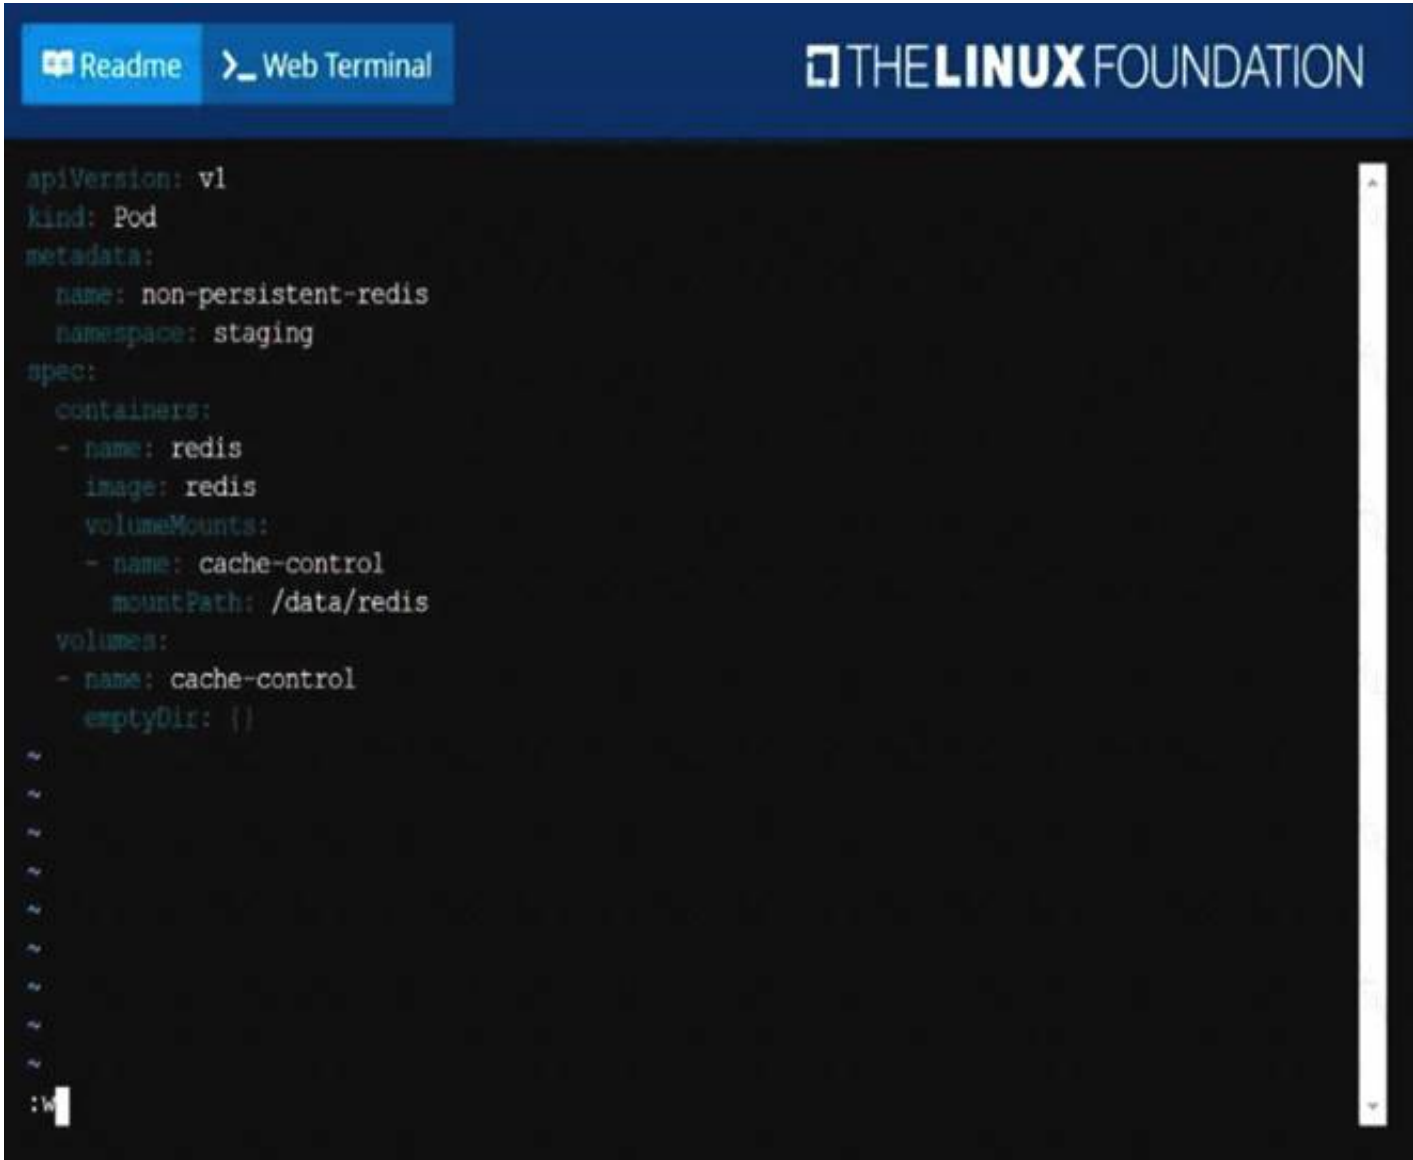 Readme
Web Terminal
THE LINUX FOUNDATION
apiVersion: v1
kind: Pod
metadata:
  name: non-persistent-redis
  namespace: staging
spec:
  containers:
  - name: redis
    image: redis
    volumeMounts:
    - name: cache-control
      mountPath: /data/redis
  volumes:
  - name: cache-control
    emptyDir: {}
~
~
~
~
~
~
~
~
~
:w